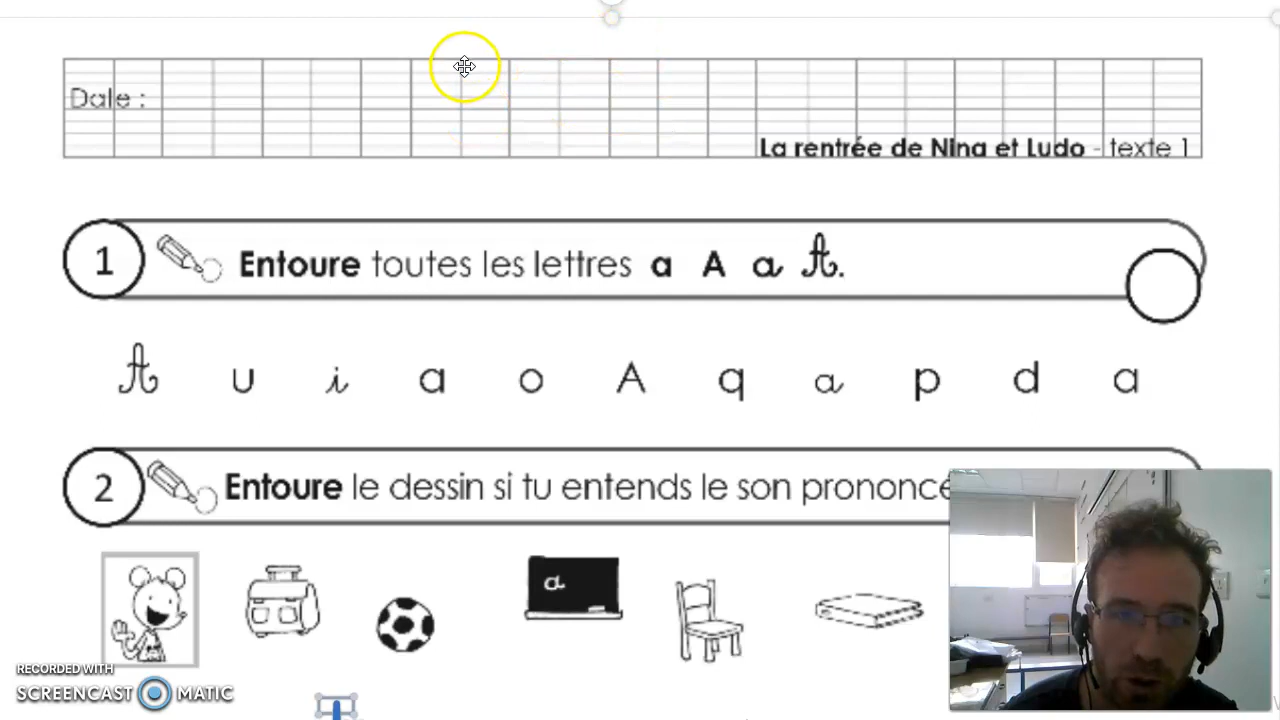 Date :
La rentrée de Nina et Ludo - texte 1
1 Entoure toutes les lettres a A a A.
A u i a o A q a p d a
2 Entoure le dessin si tu entends le son prononcé
a
RECORDED WITH
SCREENCAST MATIC